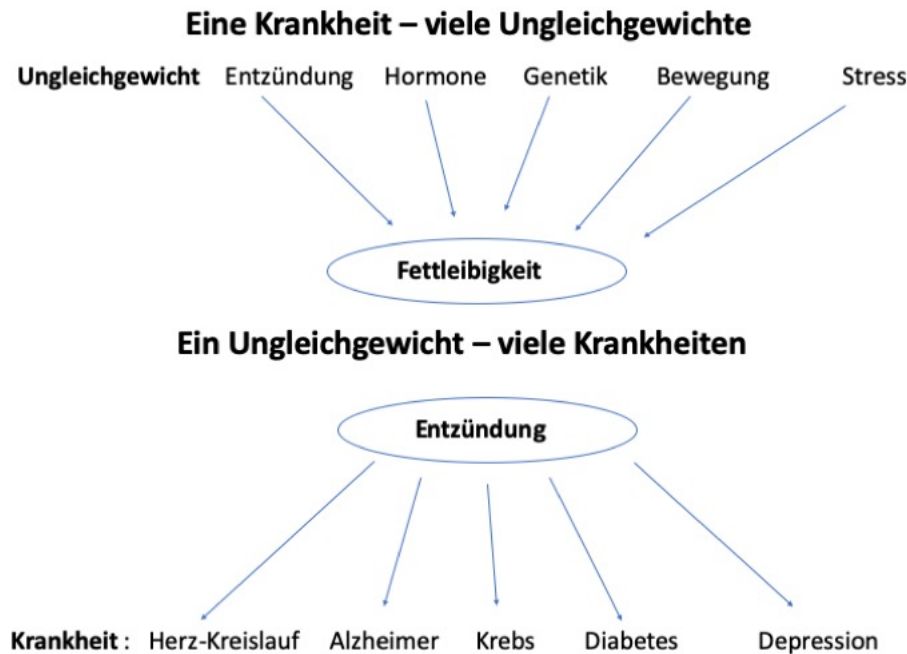 Eine Krankheit – viele Ungleichgewichte
Ungleichgewicht Entzündung Hormone Genetik Bewegung Stress
Fettleibigkeit
Ein Ungleichgewicht – viele Krankheiten
Entzündung
Krankheit : Herz-Kreislauf Alzheimer Krebs Diabetes Depression